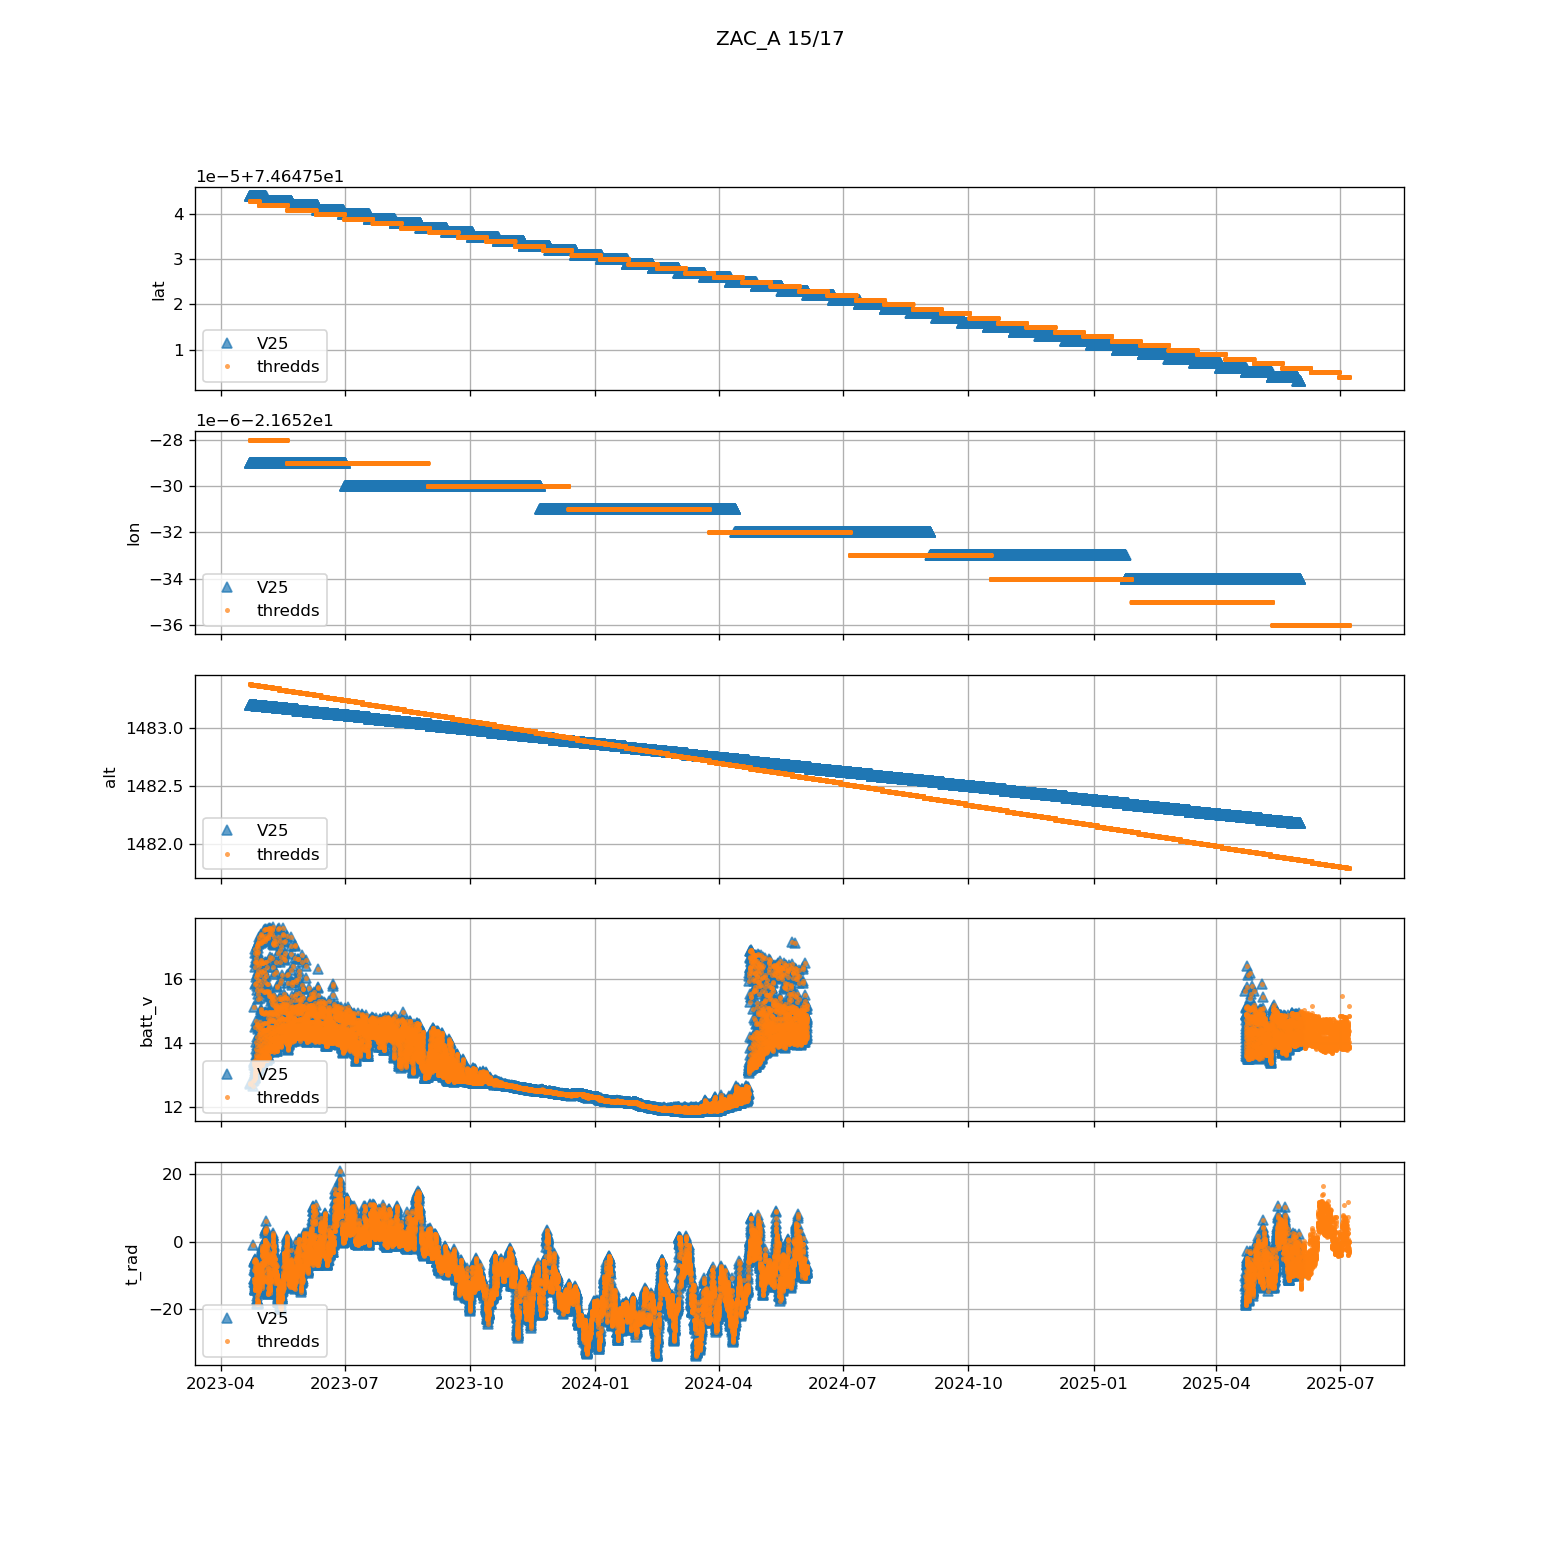 ZAC_A 15/17
1e−5+7.46475e1
4
3
2
1
lat
V25
thredds
1e−6−2.1652e1
−28
−30
−32
−34
−36
lon
V25
thredds
1483.0
1482.5
1482.0
alt
V25
thredds
16
14
12
batt_v
V25
thredds
20
0
−20
t_rad
V25
thredds
2023-04 2023-07 2023-10 2024-01 2024-04 2024-07 2024-10 2025-01 2025-04 2025-07